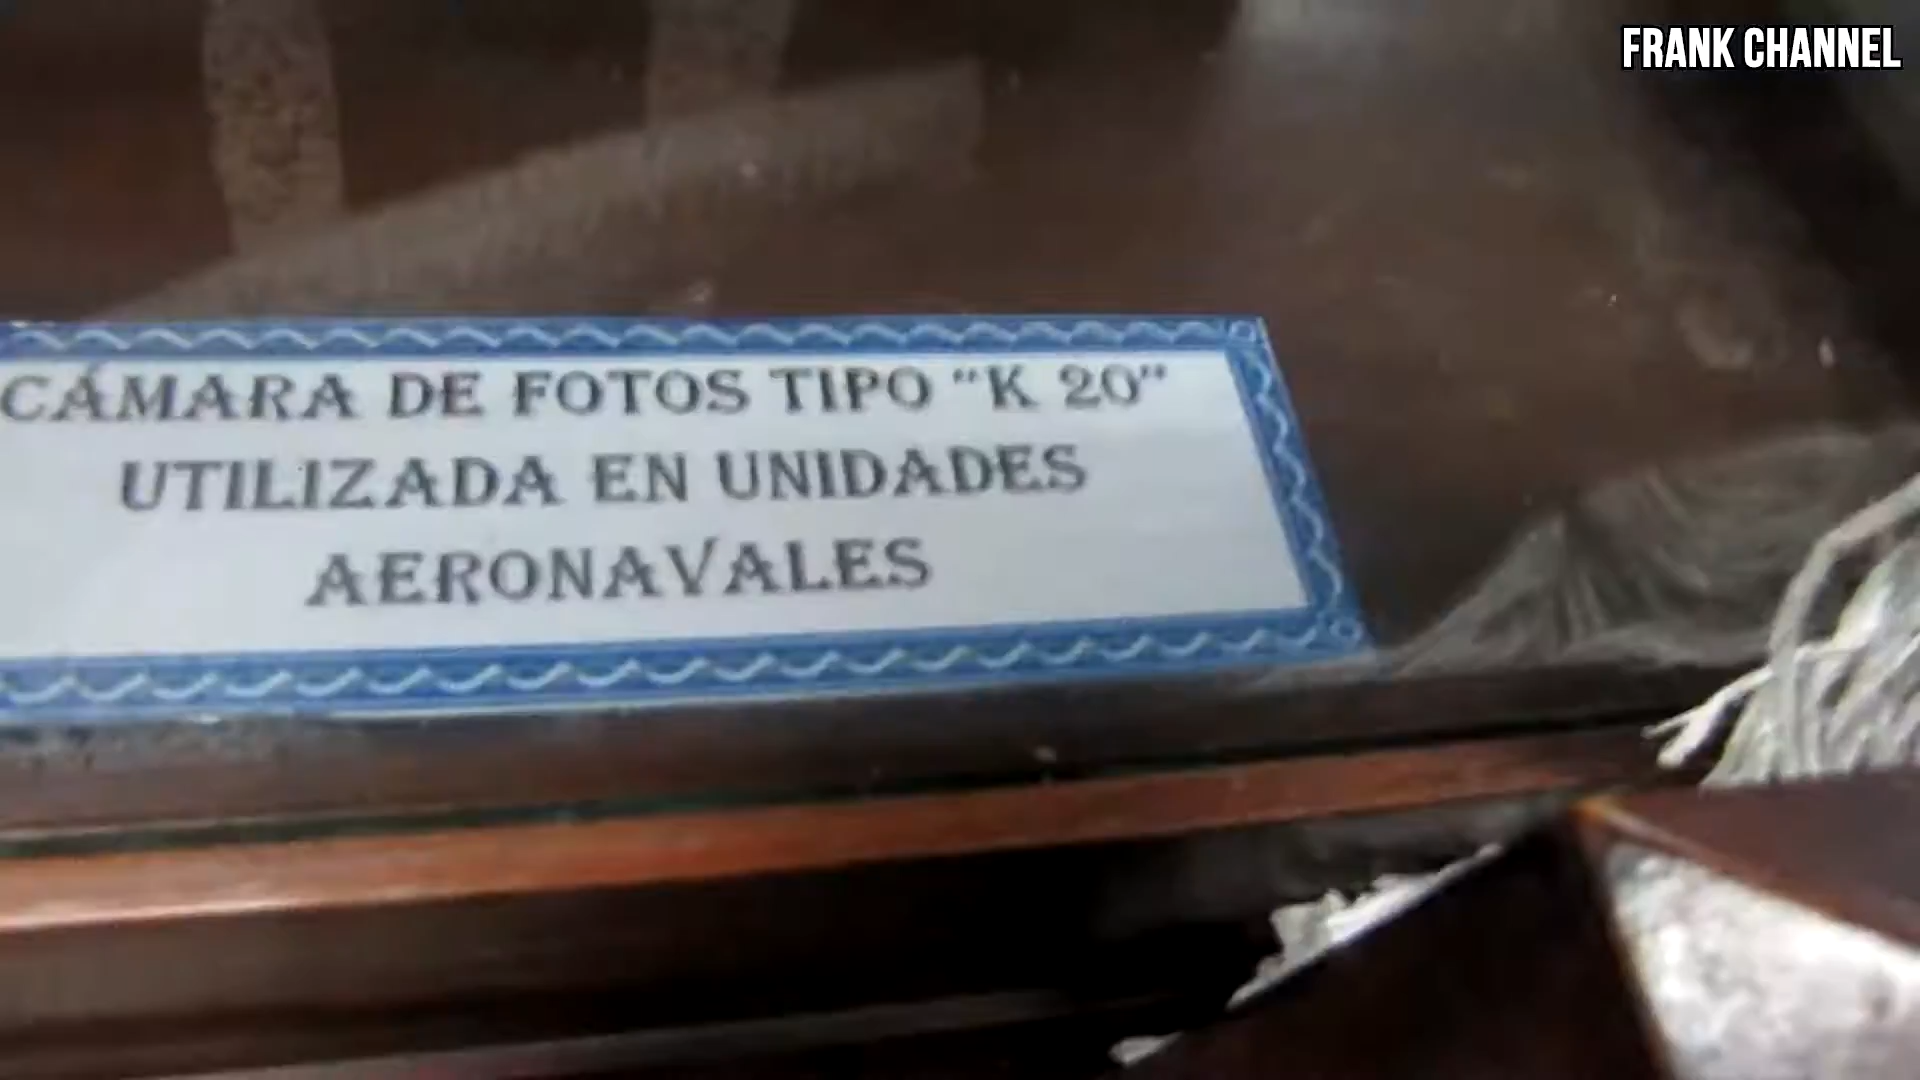 FRANK CHANNEL
CÁMARA DE FOTOS TIPO “K 20”
UTILIZADA EN UNIDADES
AERONAVALES